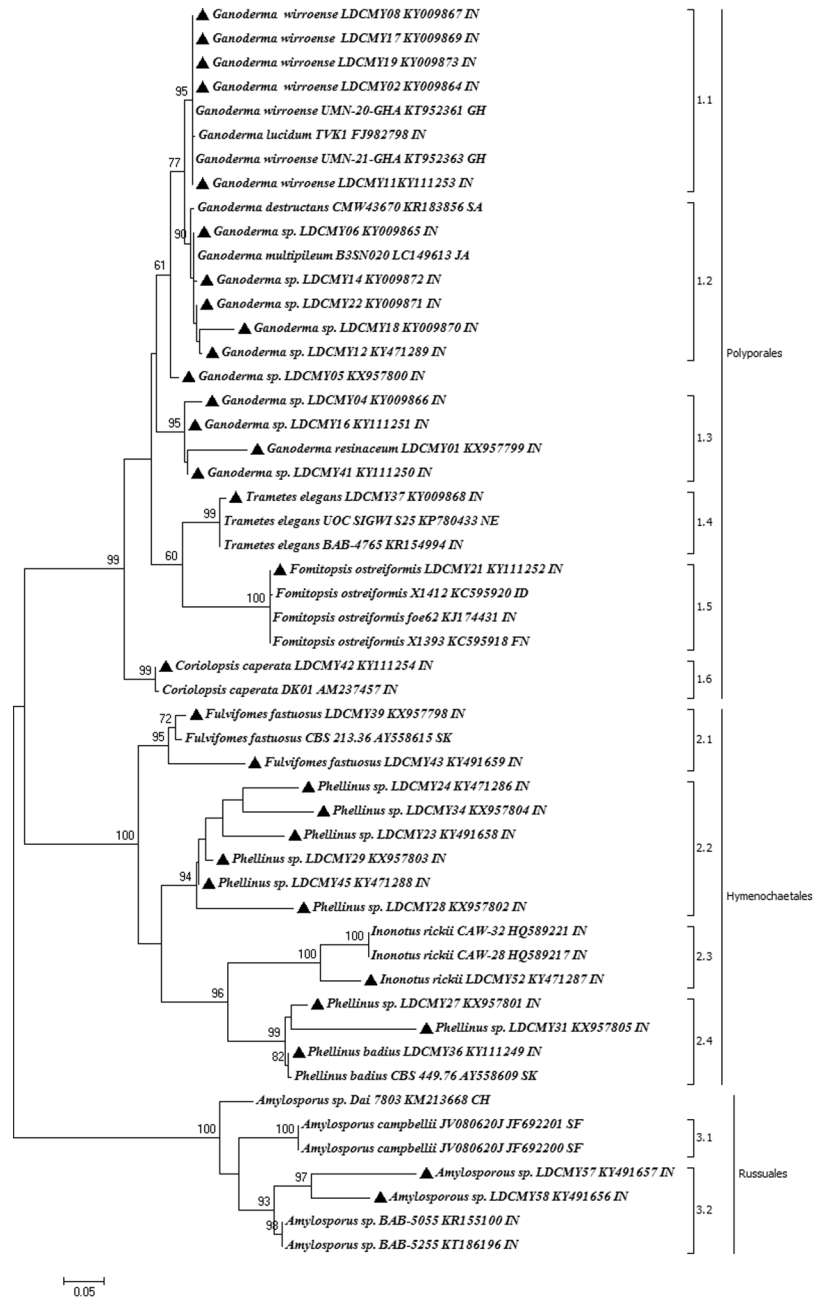 Ganoderma wirroense LDCMY08 KY009867 IN
Ganoderma wirroense LDCMY17 KY009869 IN
Ganoderma wirroense LDCMY19 KY009873 IN
Ganoderma wirroense LDCMY02 KY009864 IN
95
1.1
Ganoderma wirroense UMN-20-GHA KT952361 GH
Ganoderma lucidum TVK1 FJ982798 IN
Ganoderma wirroense UMN-21-GHA KT952363 GH
77
Ganoderma wirroense LDCMY11KY111253 IN
Ganoderma destructans CMW43670 KR183856 SA
90
Ganoderma sp. LDCMY06 KY009865 IN
Ganoderma multipileum B3SN020 LC149613 JA
61
Ganoderma sp. LDCMY14 KY009872 IN
1.2
Ganoderma sp. LDCMY22 KY009871 IN
Ganoderma sp. LDCMY18 KY009870 IN
Ganoderma sp. LDCMY12 KY471289 IN
Polyporales
Ganoderma sp. LDCMY05 KX957800 IN
Ganoderma sp. LDCMY04 KY009866 IN
95
Ganoderma sp. LDCMY16 KY111251 IN
1.3
Ganoderma resinaceum LDCMY01 KX957799 IN
Ganoderma sp. LDCMY41 KY111250 IN
Trametes elegans LDCMY37 KY009868 IN
99
Trametes elegans UOC SIGWI S25 KP780433 NE
1.4
Trametes elegans BAB-4765 KR154994 IN
60
99
Fomitopsis ostreiformis LDCMY21 KY111252 IN
Fomitopsis ostreiformis X1412 KC595920 ID
100
1.5
Fomitopsis ostreiformis foe62 KJ174431 IN
Fomitopsis ostreiformis X1393 KC595918 FN
Coriolopsis caperata LDCMY42 KY111254 IN
99
1.6
Coriolopsis caperata DK01 AM237457 IN
Fulvifomes fastuosus LDCMY39 KX957798 IN
72
95
Fulvifomes fastuosus CBS 213.36 AY558615 SK
2.1
Fulvifomes fastuosus LDCMY43 KY491659 IN
Phellinus sp. LDCMY24 KY471286 IN
Phellinus sp. LDCMY34 KX957804 IN
100
Phellinus sp. LDCMY23 KY491658 IN
2.2
Phellinus sp. LDCMY29 KX957803 IN
94
Phellinus sp. LDCMY45 KY471288 IN
Hymenochaetales
Phellinus sp. LDCMY28 KX957802 IN
Inonotus rickii CAW-32 HQ589221 IN
100
100
Inonotus rickii CAW-28 HQ589217 IN
2.3
Inonotus rickii LDCMY52 KY471287 IN
96
Phellinus sp. LDCMY27 KX957801 IN
Phellinus sp. LDCMY31 KX957805 IN
99
2.4
Phellinus badius LDCMY36 KY111249 IN
82
Phellinus badius CBS 449.76 AY558609 SK
Amylosporus sp. Dai 7803 KM213668 CH
100
Amylosporus campbellii JV080620J JF692201 SF
100
3.1
Amylosporus campbellii JV080620J JF692200 SF
Amylosporous sp. LDCMY57 KY491657 IN
Russuales
97
Amylosporous sp. LDCMY58 KY491656 IN
93
3.2
Amylosporus sp. BAB-5055 KR155100 IN
98
Amylosporus sp. BAB-5255 KT186196 IN
0.05